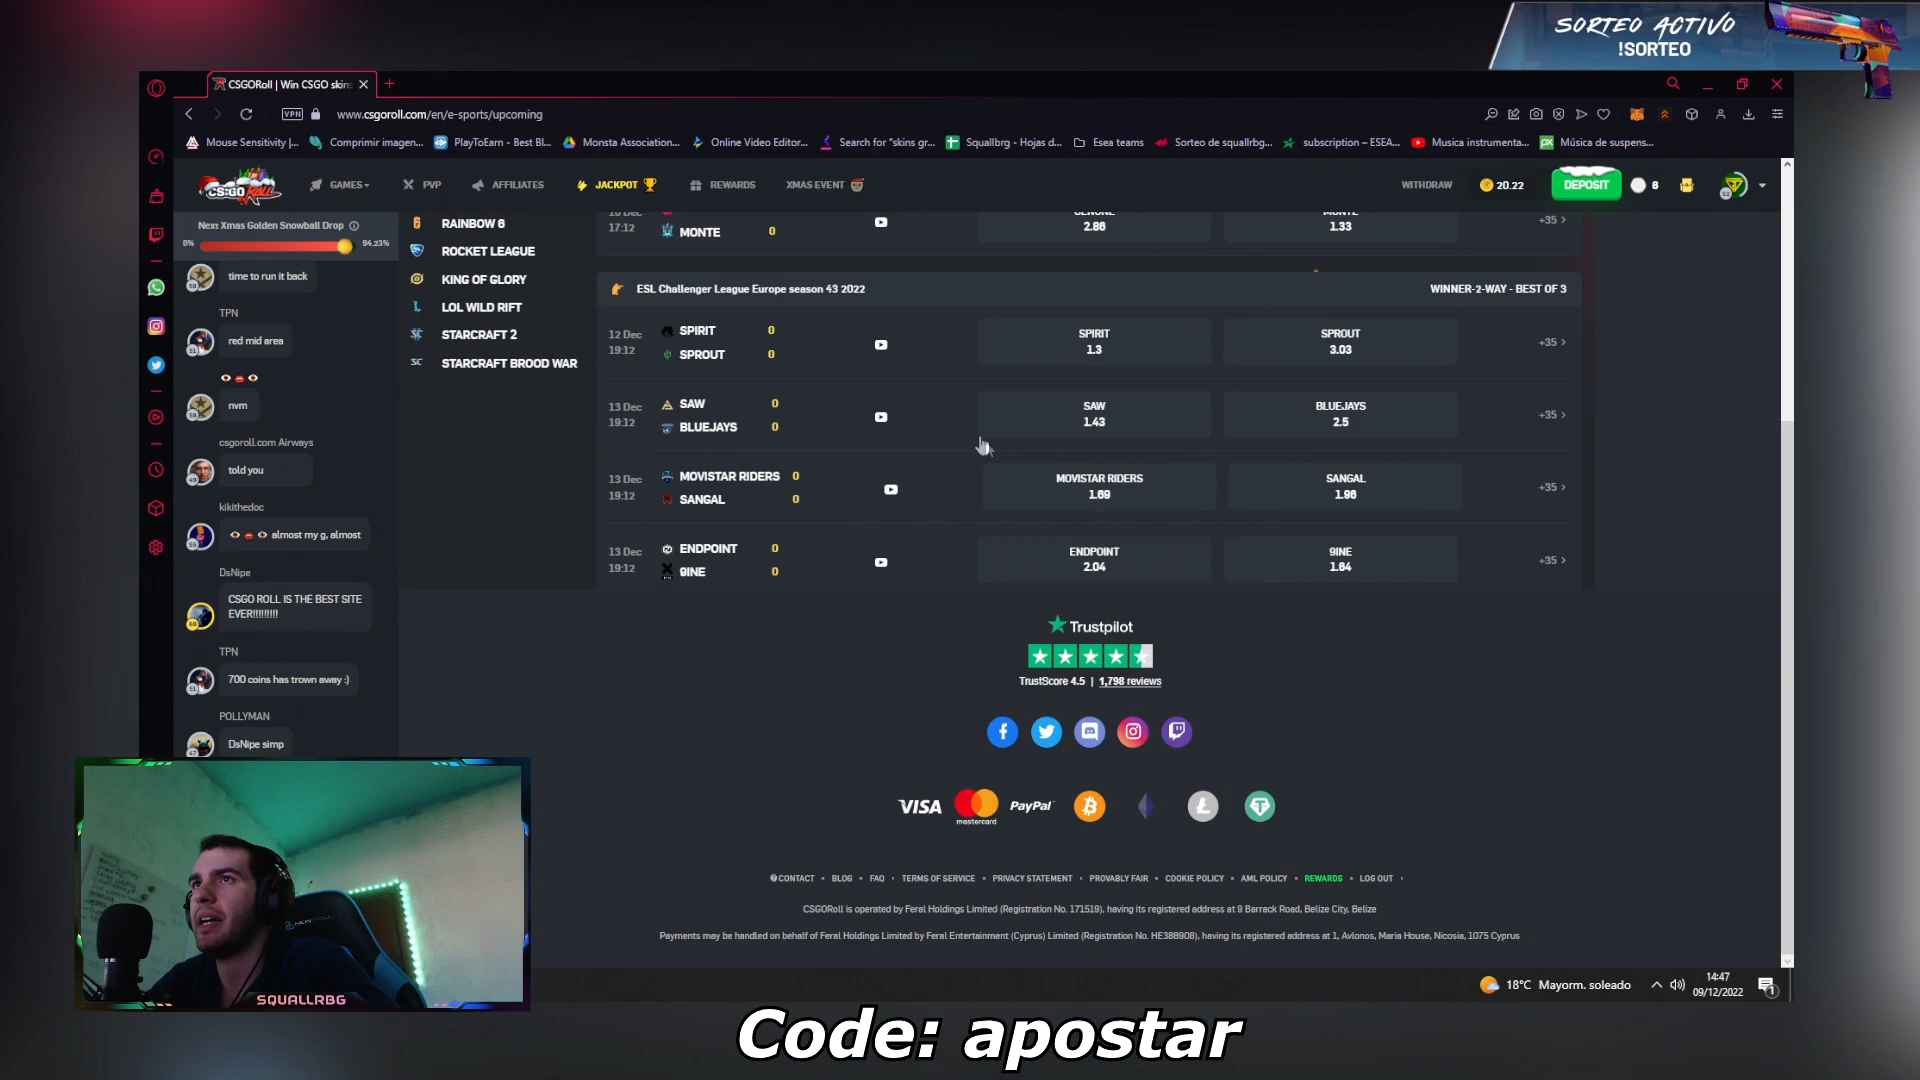 SORTEO ACTIVO
!SORTEO
CSGORoll | Win CSGO skins
www.csgoroll.com/en/e-sports/upcoming
VPN
Mouse Sensitivity |... Comprimir imagen... PlayToEarn - Best Bl... Monsta Association... Online Video Editor... Search for "skins gr... Squallbrg - Hojas d... Esea teams Sorteo de squallrbg... subscription – ESEA... Musica instrumenta... Música de suspens...
CSGO ROLL
GAMES PVP AFFILIATES JACKPOT REWARDS XMAS EVENT WITHDRAW 20.22 DEPOSIT 8
Next Xmas Golden Snowball Drop
0% 94.23%
time to run it back
TPN
red mid area
nvm
csgoroll.com Airways
told you
kikithedoc
almost my g, almost
DsNipe
CSGO ROLL IS THE BEST SITE
EVER!!!!!!!!!
TPN
700 coins has trown away :)
POLLYMAN
DsNipe simp
RAINBOW 6
ROCKET LEAGUE
KING OF GLORY
LOL WILD RIFT
STARCRAFT 2
STARCRAFT BROOD WAR
17:12 MONTE 0 2.86 1.33 +35
ESL Challenger League Europe season 43 2022 WINNER-2-WAY - BEST OF 3
12 Dec SPIRIT 0 SPIRIT SPROUT
19:12 SPROUT 0 1.3 3.03 +35
13 Dec SAW 0 SAW BLUEJAYS
19:12 BLUEJAYS 0 1.43 2.5 +35
13 Dec MOVISTAR RIDERS 0 MOVISTAR RIDERS SANGAL
19:12 SANGAL 0 1.69 1.96 +35
13 Dec ENDPOINT 0 ENDPOINT 9INE
19:12 9INE 0 2.04 1.64 +35
Trustpilot
TrustScore 4.5 | 1,798 reviews
VISA mastercard PayPal
CONTACT • BLOG • FAQ • TERMS OF SERVICE • PRIVACY STATEMENT • PROVABLY FAIR • COOKIE POLICY • AML POLICY • REWARDS • LOG OUT •
CSGORoll is operated by Feral Holdings Limited (Registration No. 171519), having its registered address at 9 Barrack Road, Belize City, Belize
Payments may be handled on behalf of Feral Holdings Limited by Feral Entertainment (Cyprus) Limited (Registration No. HE388908), having its registered address at 1, Avlonos, Maria House, Nicosia, 1075 Cyprus
18°C Mayorm. soleado
14:47
09/12/2022
SQUALLRBG
Code: apostar